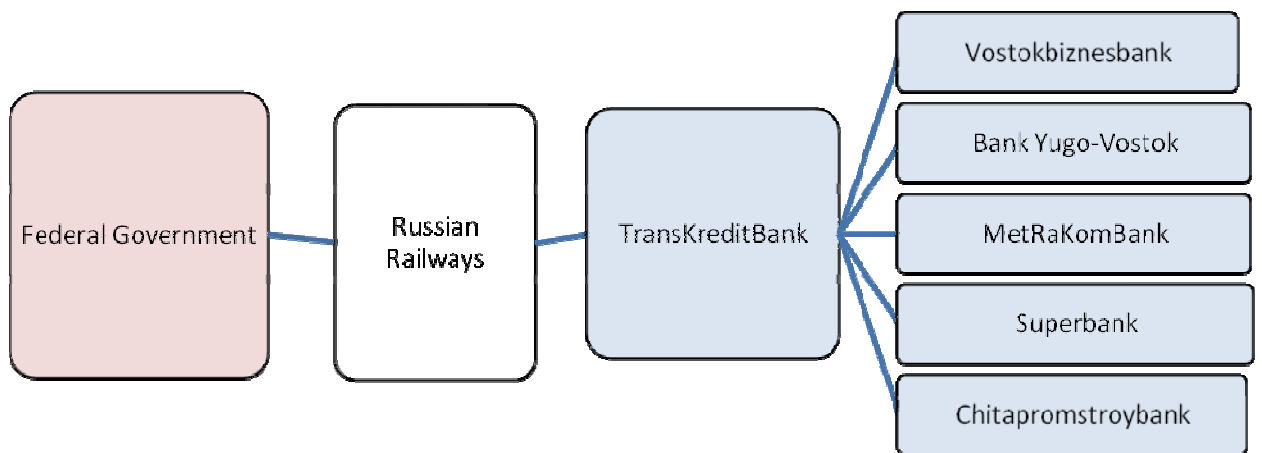 Federal Government
Russian
Railways
TransKreditBank
Vostokbiznesbank
Bank Yugo-Vostok
MetRaKomBank
Superbank
Chitapromstroybank